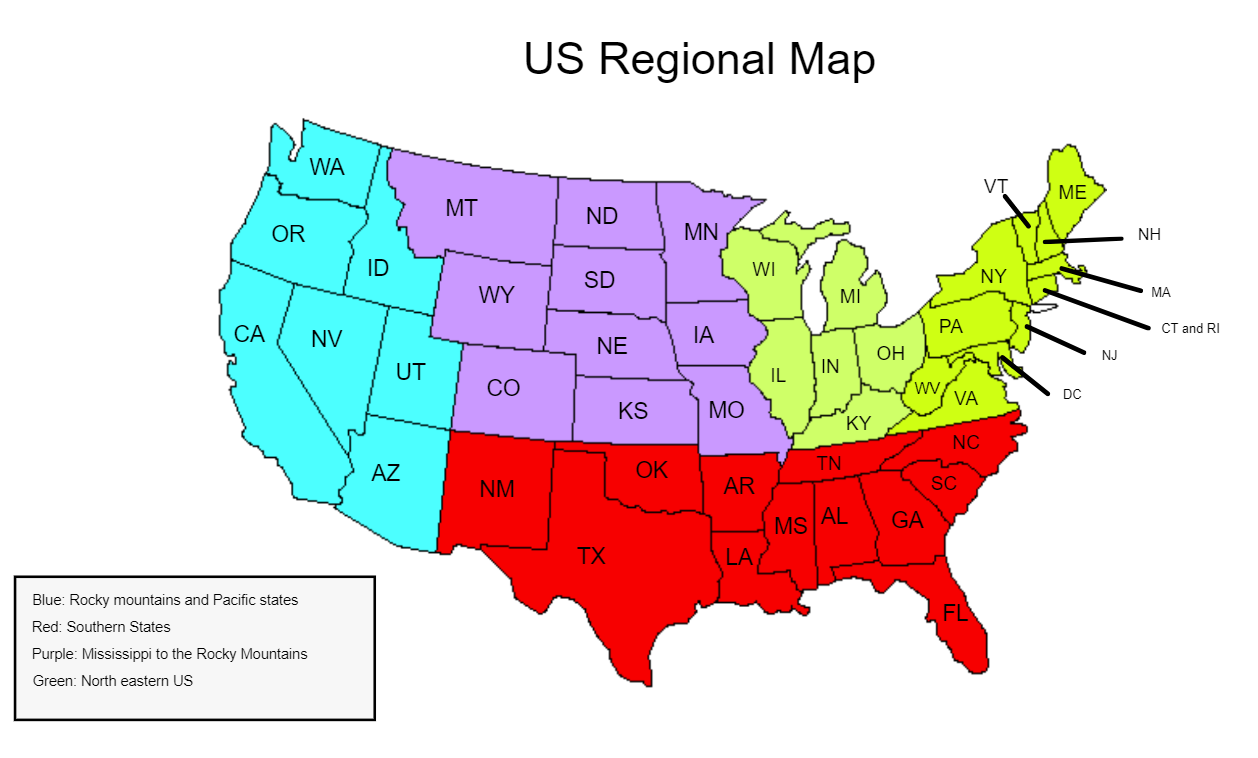 US Regional Map
WA
MT
ND
MN
VT
ME
OR
ID
NH
WI
NY
MA
WY
SD
MI
CT and RI
CA
NV
IA
PA
NJ
NE
OH
UT
IL
IN
CO
WV
DC
VA
KS
MO
KY
AZ
NM
OK
AR
TN
NC
SC
TX
LA
MS
AL
GA
FL
Blue: Rocky mountains and Pacific states
Red: Southern States
Purple: Mississippi to the Rocky Mountains
Green: North eastern US